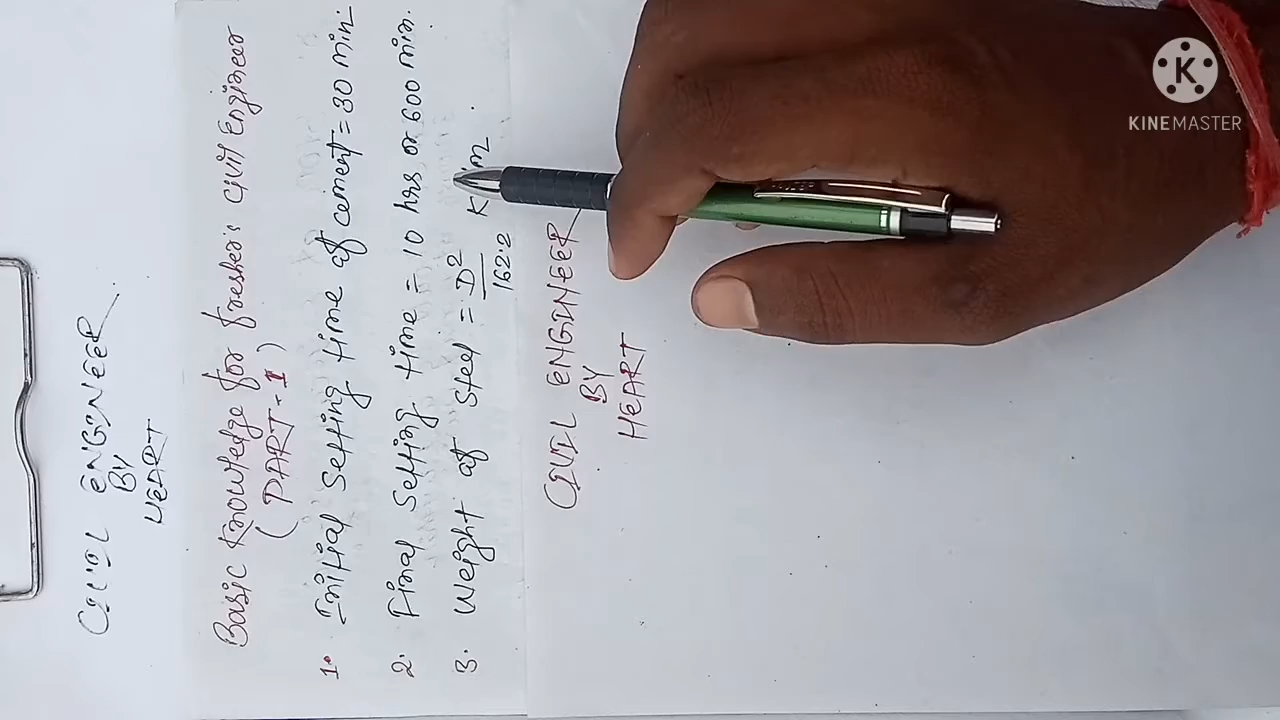 CIVIL ENGINEER
BY
HEART
Basic Knowledge for fresher's civil Engineer
(PART-1)
1. Initial setting time of cement = 30 min.
2. Final setting time = 10 hrs or 600 min.
3. Weight of steel = D²/162.2
CIVIL ENGINEER
BY
HEART
KINEMASTER